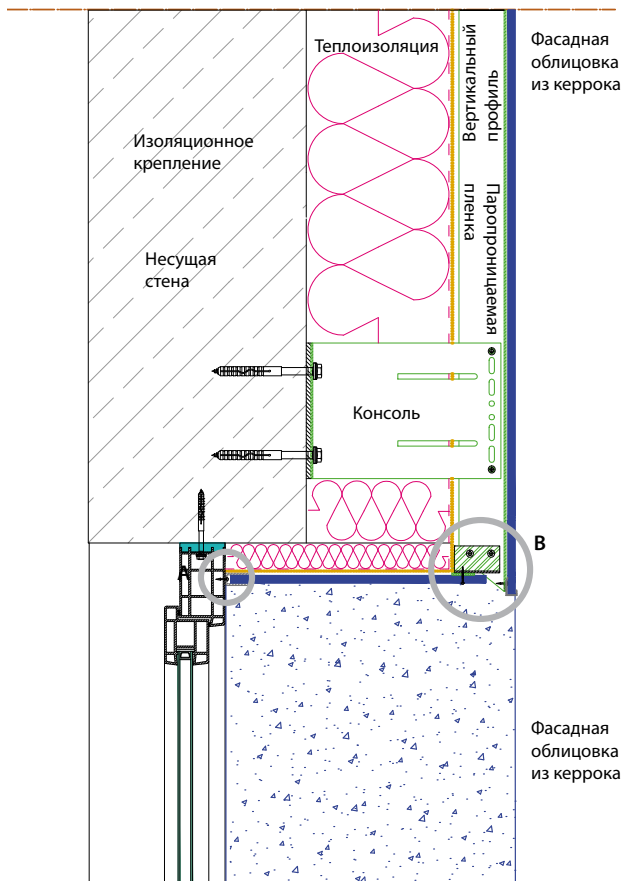 Теплоизоляция
Фасадная
облицовка
из керрока
Вертикальный
профиль
Изоляционное
крепление
Паропроницаемая
пленка
Несущая
стена
Консоль
B
A
Фасадная
облицовка
из керрока